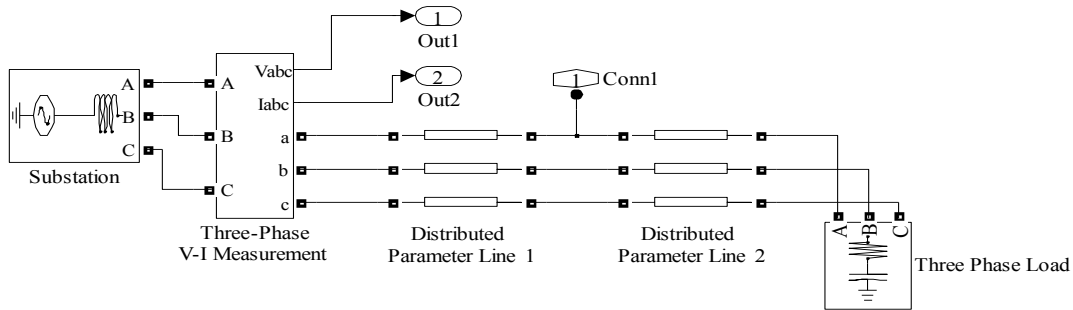 1
Out1
2
Out2
1 Conn1
A
B
C
Substation
A
B
C
Vabc
Iabc
a
b
c
Three-Phase
V-I Measurement
Distributed
Parameter Line 1
Distributed
Parameter Line 2
A
B
C
Three Phase Load